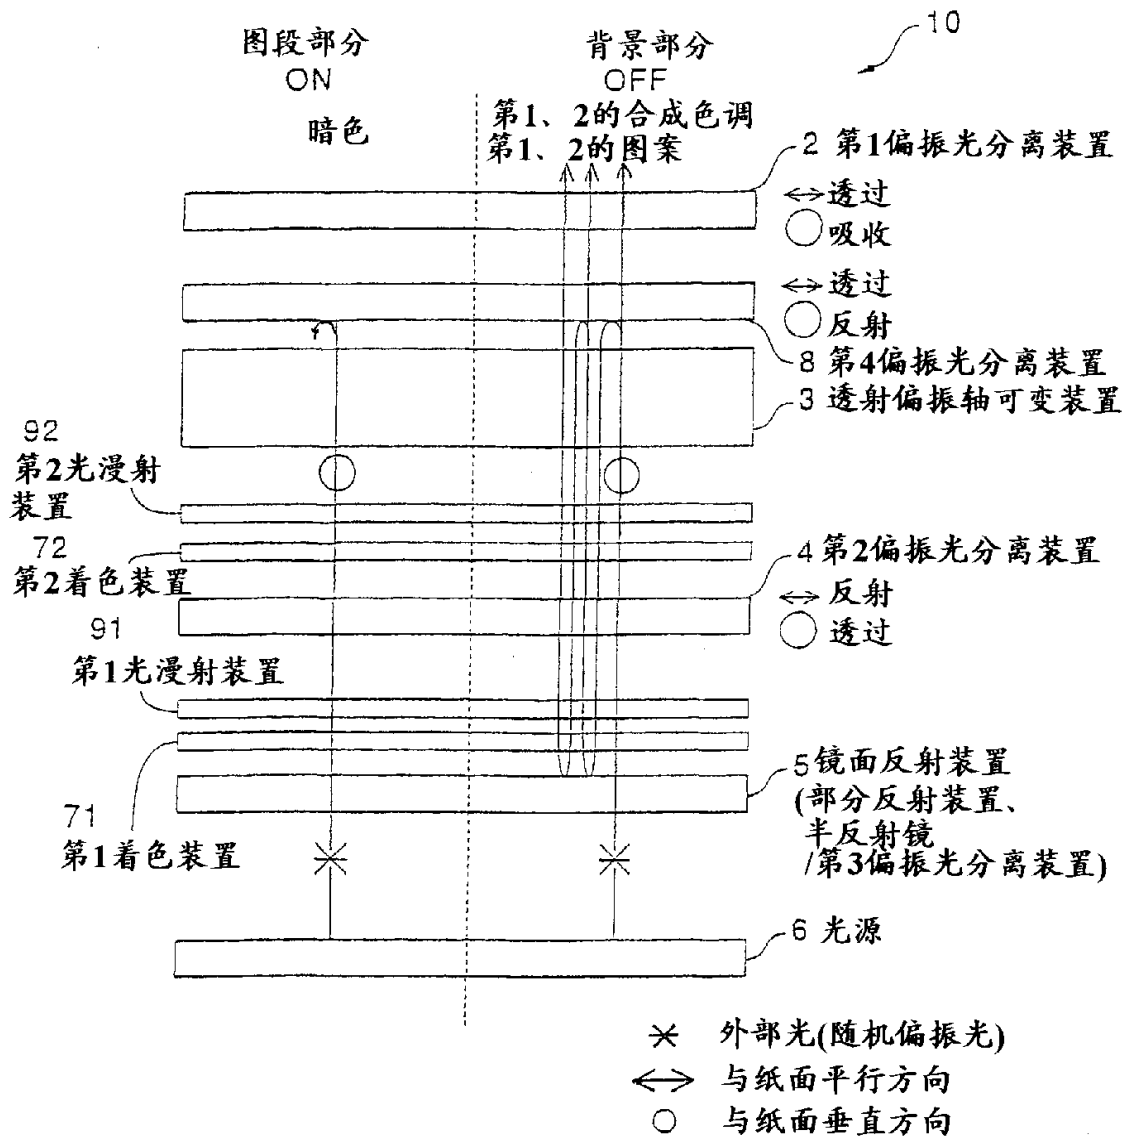 10
图段部分
ON
暗色
背景部分
OFF
第1、2的合成色调
第1、2的图案
2 第1偏振光分离装置
透过
吸收
透过
反射
8 第4偏振光分离装置
3 透射偏振轴可变装置
92
第2光漫射
装置
72
第2着色装置
4 第2偏振光分离装置
反射
透过
91
第1光漫射装置
71
第1着色装置
5 镜面反射装置
(部分反射装置、
半反射镜
/第3偏振光分离装置)
6 光源
外部光(随机偏振光)
与纸面平行方向
与纸面垂直方向